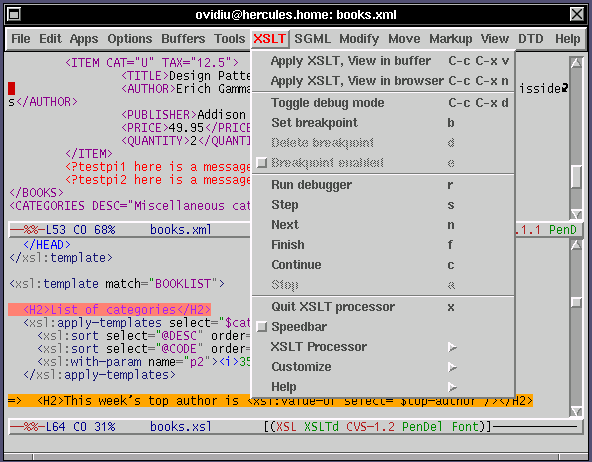 ovidiu@hercules.home: books.xml
File Edit Apps Options Buffers Tools XSLT SGML Modify Move Markup View DTD Help
<ITEM CAT="U" TAX="12.5">
<TITLE>Design Patte
<AUTHOR>Erich Gamma
isside
s</AUTHOR>
<PUBLISHER>Addison
<PRICE>49.95</PRICE
<QUANTITY>2</QUANTI
</ITEM>
<?testpi1 here is a message
<?testpi2 here is a message
</BOOKS>
<CATEGORIES DESC="Miscellaneous cat
--%%-L53 CO 68% books.xml
.1.1 PenD
</HEAD>
</xsl:template>
<xsl:template match="BOOKLIST">
<H2>List of categories</H2>
<xsl:apply-templates select="$cat
<xsl:sort select="@DESC" order=
<xsl:sort select="@CODE" order=
<xsl:with-param name="p2"><i>35
</xsl:apply-templates>
=> <H2>This week's top author is <xsl:value-of select="$top-author"/></H2>
--%%-L64 CO 31% books.xsl [(XSL XSLTd CVS-1.2 PenDel Font)]
Apply XSLT, View in buffer C-c C-x v
Apply XSLT, View in browser C-c C-x n
Toggle debug mode C-c C-x d
Set breakpoint b
Delete breakpoint d
Breakpoint enabled e
Run debugger r
Step s
Next n
Finish f
Continue c
Stop a
Quit XSLT processor x
Speedbar
XSLT Processor
Customize
Help